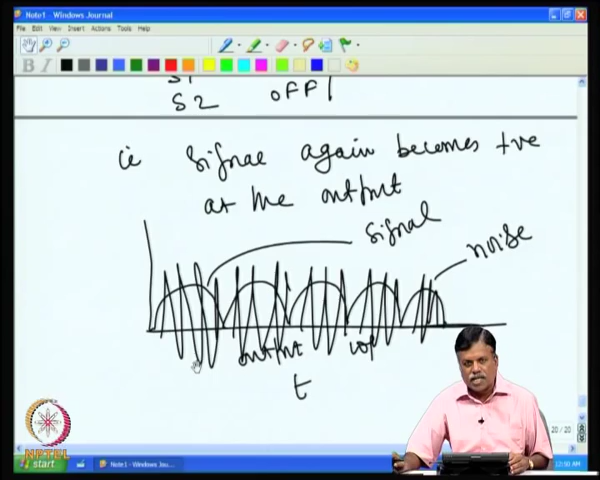 Note1 - Windows Journal
File Edit View Insert Actions Tools Help
B I
S1
S2 OFF
ie Signal again becomes +ve
at the output
signal
noise
output
t
20 / 20
NPTEL
start
Note1 - Windows Jou...
12:50 AM